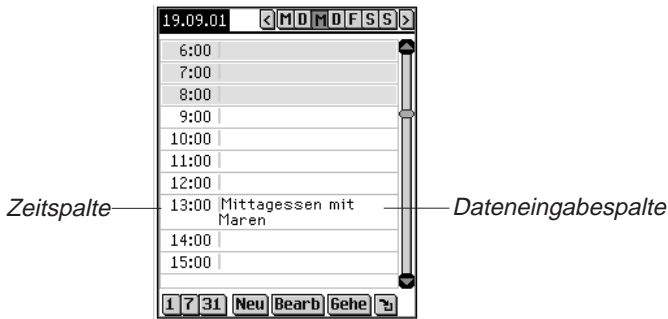 19.09.01 < M D M D F S S >
6:00
7:00
8:00
9:00
10:00
11:00
12:00
Zeitspalte 13:00 Mittagessen mit Dateneingabespalte
Maren
14:00
15:00
1 7 31 Neu Bearb Gehe